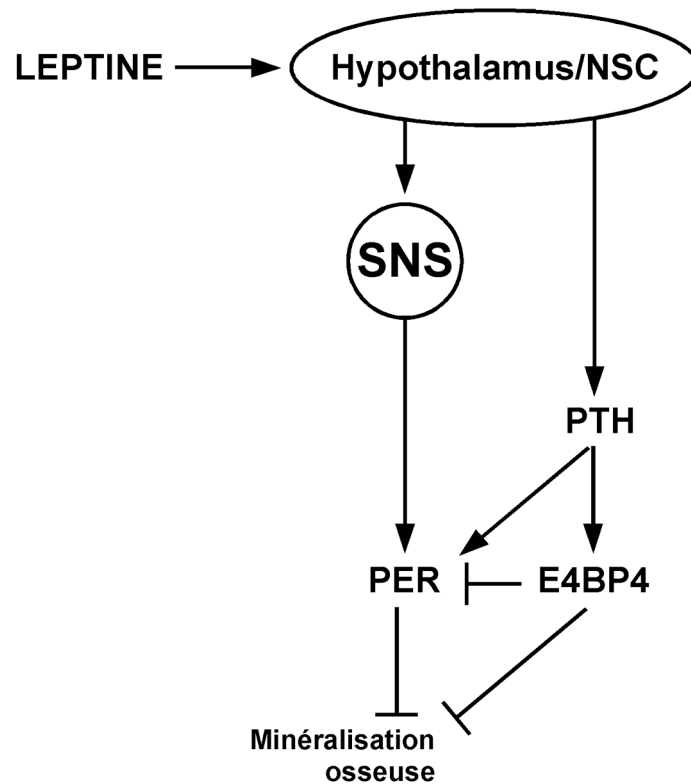 LEPTINE
Hypothalamus/NSC
SNS
PTH
PER
E4BP4
Minéralisation
osseuse